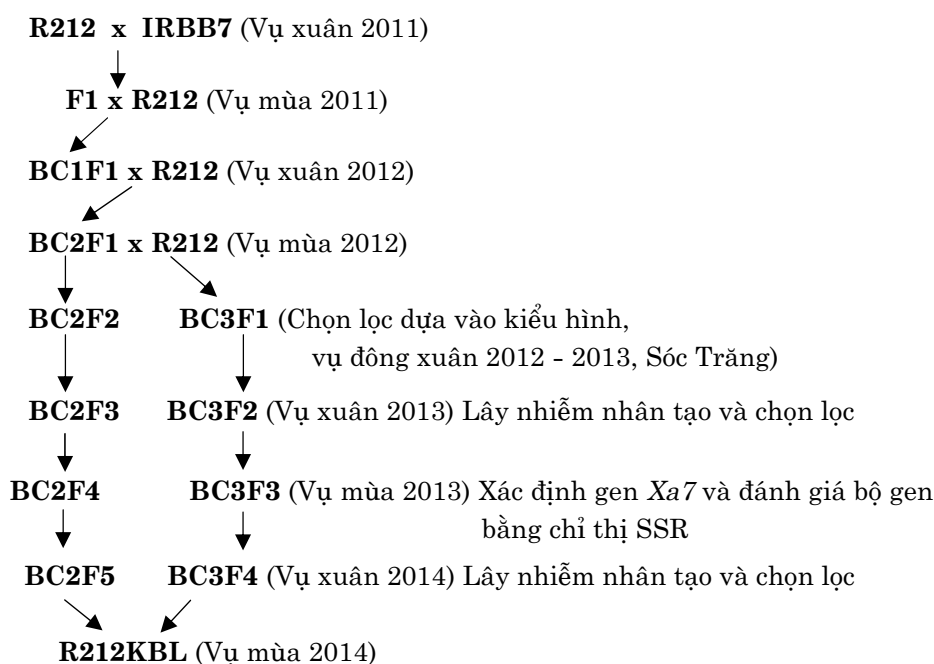 R212 x IRBB7 (Vụ xuân 2011)
F1 x R212 (Vụ mùa 2011)
BC1F1 x R212 (Vụ xuân 2012)
BC2F1 x R212 (Vụ mùa 2012)
BC2F2 BC3F1 (Chọn lọc dựa vào kiểu hình,
vụ đông xuân 2012 - 2013, Sóc Trăng)
BC2F3 BC3F2 (Vụ xuân 2013) Lây nhiễm nhân tạo và chọn lọc
BC2F4 BC3F3 (Vụ mùa 2013) Xác định gen Xa7 và đánh giá bộ gen
bằng chỉ thị SSR
BC2F5 BC3F4 (Vụ xuân 2014) Lây nhiễm nhân tạo và chọn lọc
R212KBL (Vụ mùa 2014)